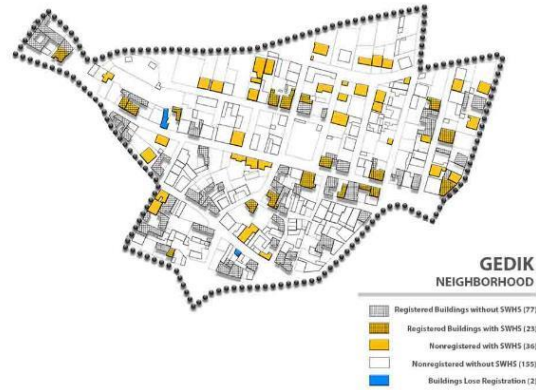 GEDIK
NEIGHBORHOOD
Registered Buildings without SWHS (77)
Registered Buildings with SWHS (23)
Nonregistered with SWHS (36)
Nonregistered without SWHS (155)
Buildings Lose Registration (2)